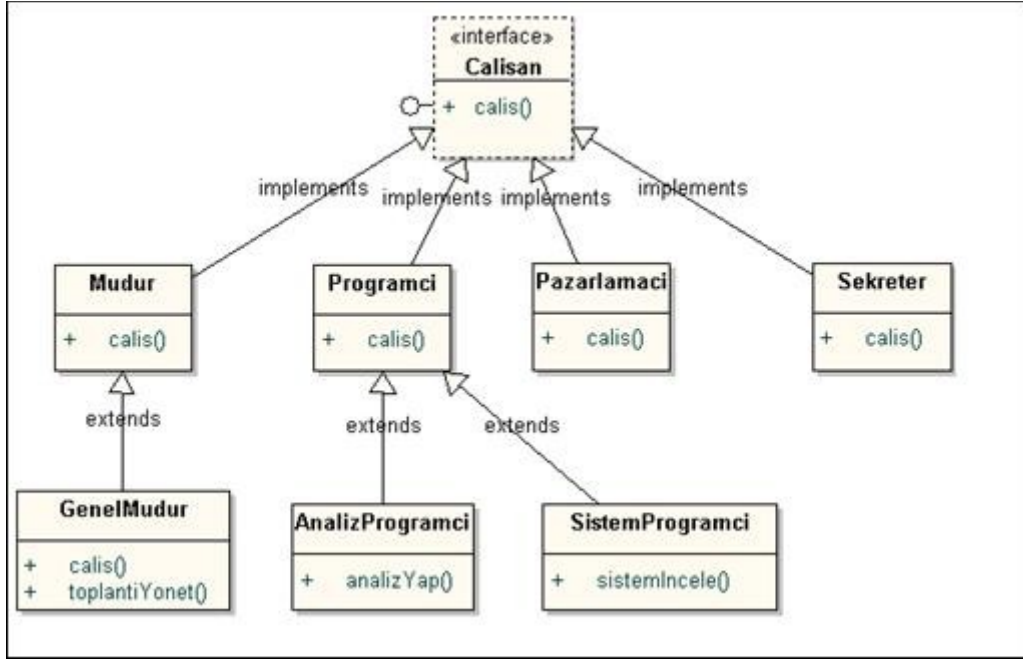 «interface»
Calisan
+ calis()
implements
implements
implements
implements
Mudur
+ calis()
Programci
+ calis()
Pazarlamaci
+ calis()
Sekreter
+ calis()
extends
extends
extends
GenelMudur
+ calis()
+ toplantiYonet()
AnalizProgramci
+ analizYap()
SistemProgramci
+ sistemIncele()